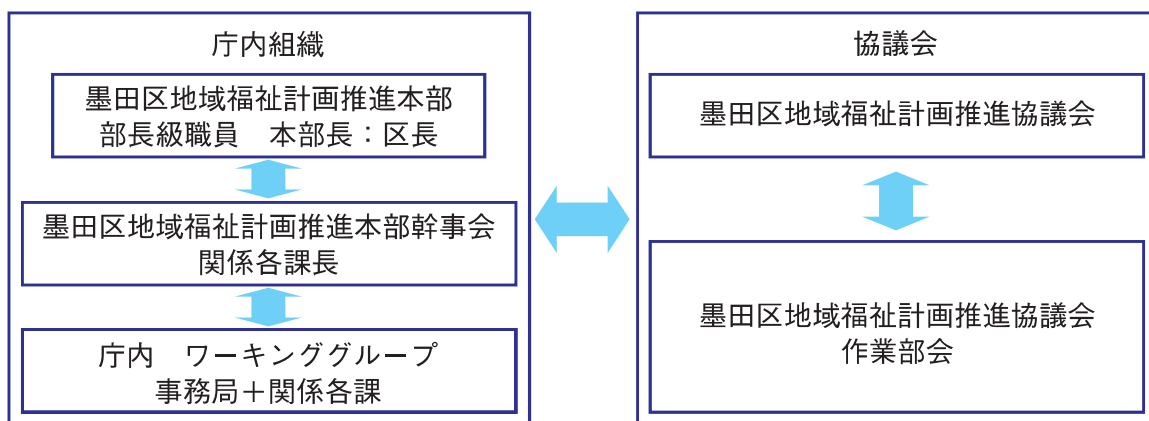 庁内組織
墨田区地域福祉計画推進本部
部長級職員　本部長：区長
墨田区地域福祉計画推進本部幹事会
関係各課長
庁内　ワーキンググループ
事務局＋関係各課
協議会
墨田区地域福祉計画推進協議会
墨田区地域福祉計画推進協議会
作業部会